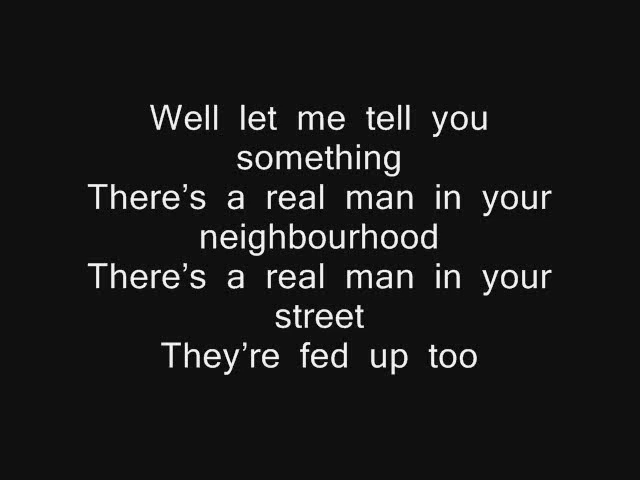 Well let me tell you
something
There’s a real man in your
neighbourhood
There’s a real man in your
street
They’re fed up too